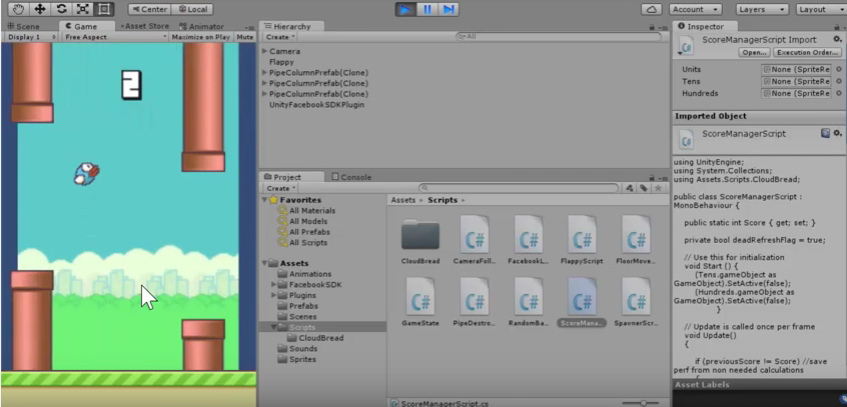 Center Local Account Layers Layout
Scene Game Asset Store Animator
Display 1 Free Aspect Maximize on Play Mute
2
Hierarchy
Create All
Camera
Flappy
PipeColumnPrefab(Clone)
PipeColumnPrefab(Clone)
PipeColumnPrefab(Clone)
UnityFacebookSDKPlugin
Project Console
Create
Favorites
All Materials
All Models
All Prefabs
All Scripts
Assets
Animations
FacebookSDK
Plugins
Prefabs
Scenes
Scripts
CloudBread
Sounds
Sprites
Assets Scripts
CloudBread CameraFoll... FacebookL... FlappyScript FloorMove...
GameState PipeDestro... RandomBa... ScoreMana... SpawnerScr...
ScoreManagerScript.cs
Inspector
ScoreManagerScript Import
Open... Execution Order...
Units None (SpriteRe
Tens None (SpriteRe
Hundreds None (SpriteRe
Imported Object
ScoreManagerScript
using UnityEngine;
using System.Collections;
using Assets.Scripts.CloudBread;
public class ScoreManagerScript :
MonoBehaviour {
public static int Score { get; set; }
private bool deadRefreshFlag = true;
// Use this for initialization
void Start () {
(Tens.gameObject as
GameObject).SetActive(false);
(Hundreds.gameObject as
GameObject).SetActive(false);
}
// Update is called once per frame
void Update()
{
if (previousScore != Score) //save
perf from non needed calculations
{
Asset Labels